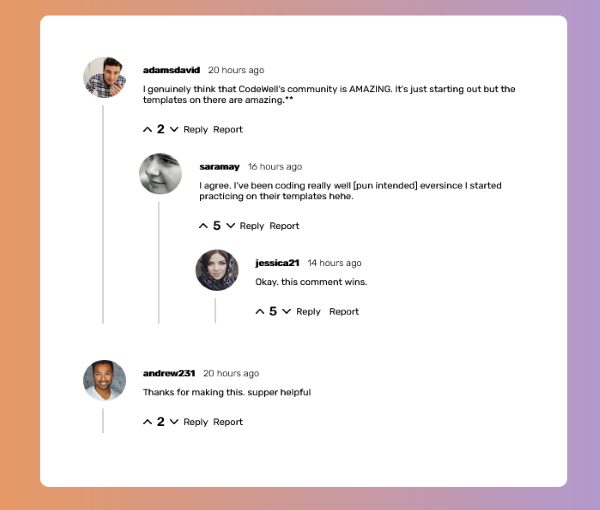 adamsdavid 20 hours ago
I genuinely think that CodeWell's community is AMAZING. It's just starting out but the
templates on there are amazing.**
2 Reply Report
saramay 16 hours ago
I agree. I've been coding really well [pun intended] eversince I started
practicing on their templates hehe.
5 Reply Report
jessica21 14 hours ago
Okay. this comment wins.
5 Reply Report
andrew231 20 hours ago
Thanks for making this. supper helpful
2 Reply Report